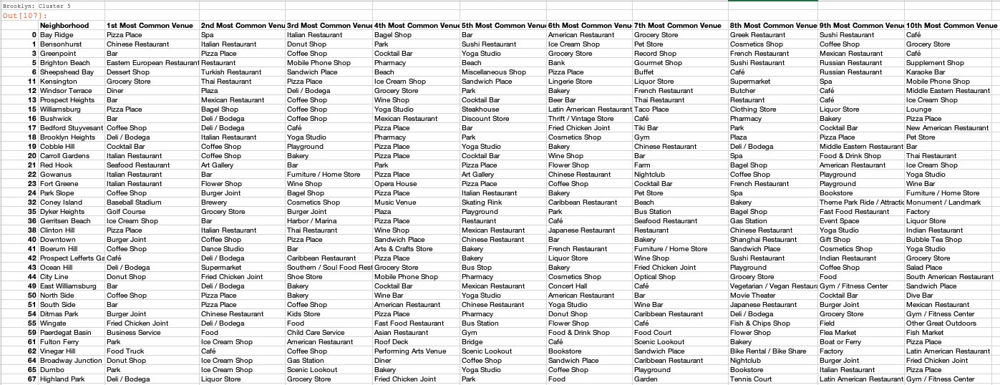 Brooklyn: Cluster 5
Out[107]:
Neighborhood 1st Most Common Venue 2nd Most Common Venu 3rd Most Common Venue 4th Most Common Venue 5th Most Common Venue 6th Most Common Venue 7th Most Common Venue 8th Most Common Venue 9th Most Common Venue 10th Most Common Venue
0 Bay Ridge Pizza Place Spa Italian Restaurant Bagel Shop Bar American Restaurant Grocery Store Greek Restaurant Sushi Restaurant Café
1 Bensonhurst Chinese Restaurant Italian Restaurant Donut Shop Park Sushi Restaurant Ice Cream Shop Pet Store Cosmetics Shop Coffee Shop Grocery Store
3 Greenpoint Bar Pizza Place Coffee Shop Cocktail Bar Yoga Studio Grocery Store Record Shop French Restaurant Mexican Restaurant Café
5 Brighton Beach Eastern European Restaurant Restaurant Mobile Phone Shop Pharmacy Beach Bank Gourmet Shop Sushi Restaurant Russian Restaurant Supplement Shop
6 Sheepshead Bay Dessert Shop Turkish Restaurant Sandwich Place Beach Miscellaneous Shop Pizza Place Buffet Café Russian Restaurant Karaoke Bar
11 Kensington Grocery Store Thai Restaurant Pizza Place Ice Cream Shop Sandwich Place Lingerie Store Liquor Store Supermarket Spa Mobile Phone Shop
12 Windsor Terrace Diner Plaza Deli / Bodega Grocery Store Park Bakery French Restaurant Butcher Café Middle Eastern Restaurant
13 Prospect Heights Bar Mexican Restaurant Coffee Shop Wine Shop Cocktail Bar Beer Bar Thai Restaurant Restaurant Café Ice Cream Shop
15 Williamsburg Pizza Place Bagel Shop Coffee Shop Yoga Studio Steakhouse Latin American Restaurant Taco Place Clothing Store Liquor Store Lounge
16 Bushwick Bar Deli / Bodega Coffee Shop Mexican Restaurant Discount Store Thrift / Vintage Store Café Pharmacy Bakery Pizza Place
17 Bedford Stuyvesant Coffee Shop Deli / Bodega Café Pizza Place Bar Fried Chicken Joint Tiki Bar Park Cocktail Bar New American Restaurant
18 Brooklyn Heights Deli / Bodega Italian Restaurant Yoga Studio Pharmacy Park Cosmetics Shop Gym Plaza Pizza Place Pet Store
19 Cobble Hill Cocktail Bar Coffee Shop Playground Pizza Place Yoga Studio Bakery Chinese Restaurant Deli / Bodega Middle Eastern Restaurant Bar
20 Carroll Gardens Italian Restaurant Coffee Shop Bakery Pizza Place Cocktail Bar Wine Shop Bar Spa Food & Drink Shop Thai Restaurant
21 Red Hook Seafood Restaurant Art Gallery Bar Park Pizza Place Flower Shop Farm Bagel Shop American Restaurant Ice Cream Shop
22 Gowanus Italian Restaurant Bar Furniture / Home Store Pizza Place Art Gallery Chinese Restaurant Nightclub Coffee Shop Playground Yoga Studio
23 Fort Greene Italian Restaurant Flower Shop Wine Shop Opera House Pizza Place Coffee Shop Cocktail Bar French Restaurant Playground Wine Bar
24 Park Slope Coffee Shop Burger Joint Bagel Shop Pizza Place Italian Restaurant Bakery Pet Store Spa Bookstore Furniture / Home Store
32 Coney Island Baseball Stadium Brewery Cosmetics Shop Music Venue Skating Rink Caribbean Restaurant Beach Bakery Theme Park Ride / Attractic Monument / Landmark
35 Dyker Heights Golf Course Grocery Store Burger Joint Plaza Playground Park Bus Station Bagel Shop Fast Food Restaurant Factory
36 Gerritsen Beach Ice Cream Shop Bar Harbor / Marina Pizza Place Restaurant Café Seafood Restaurant Gas Station Event Space Liquor Store
38 Clinton Hill Pizza Place Italian Restaurant Thai Restaurant Wine Shop Mexican Restaurant Japanese Restaurant Restaurant Chinese Restaurant Yoga Studio Indian Restaurant
40 Downtown Burger Joint Coffee Shop Pizza Place Sandwich Place Chinese Restaurant Bar Bakery Shanghai Restaurant Gift Shop Bubble Tea Shop
41 Boerum Hill Coffee Shop Dance Studio Bar Arts & Crafts Store Bakery French Restaurant Furniture / Home Store Sandwich Place Cosmetics Shop Yoga Studio
42 Prospect Lefferts Ga Café Deli / Bodega Caribbean Restaurant Pizza Place Bakery Liquor Store Wine Shop Sushi Restaurant Indian Restaurant Grocery Store
43 Ocean Hill Deli / Bodega Supermarket Southern / Soul Food Rest Grocery Store Bus Stop Bakery Fried Chicken Joint Playground Coffee Shop Salad Place
44 City Line Donut Shop Fried Chicken Joint Shoe Store Mobile Phone Shop Pharmacy Cosmetics Shop Optical Shop Grocery Store Food South American Restaurant
49 East Williamsburg Bar Deli / Bodega Bakery Cocktail Bar Mexican Restaurant Concert Hall Café Vegetarian / Vegan Restaura Gym / Fitness Center Sandwich Place
50 North Side Coffee Shop Pizza Place Bakery Wine Bar Yoga Studio American Restaurant Bar Movie Theater Cocktail Bar Dive Bar
51 South Side Bar Pizza Place Coffee Shop American Restaurant Chinese Restaurant Yoga Studio Wine Bar Japanese Restaurant Burger Joint Mexican Restaurant
54 Ditmas Park Burger Joint Chinese Restaurant Kids Store Pizza Place Pharmacy Donut Shop Caribbean Restaurant Deli / Bodega Grocery Store Gym / Fitness Center
55 Wingate Fried Chicken Joint Deli / Bodega Food Fast Food Restaurant Bus Station Flower Shop Café Fish & Chips Shop Field Other Great Outdoors
59 Paerdegat Basin Business Service Food Child Care Service Asian Restaurant Gym Food & Drink Shop Food Court Flower Shop Flea Market Fish Market
61 Fulton Ferry Park Ice Cream Shop American Restaurant Roof Deck Bridge Café Scenic Lookout Bakery Boat or Ferry Pizza Place
62 Vinegar Hill Food Truck Café Coffee Shop Performing Arts Venue Scenic Lookout Bookstore Sandwich Place Bike Rental / Bike Share Factory Latin American Restaurant
64 Broadway Junction Donut Shop Ice Cream Shop Gas Station Diner Coffee Shop Sandwich Place Caribbean Restaurant Nightclub Burger Joint Fried Chicken Joint
65 Dumbo Park Ice Cream Shop Scenic Lookout Bakery Yoga Studio Coffee Shop Playground Bookstore Italian Restaurant Pizza Place
67 Highland Park Deli / Bodega Liquor Store Grocery Store Fried Chicken Joint Park Food Garden Tennis Court Latin American Restaurant Gym / Fitness Center